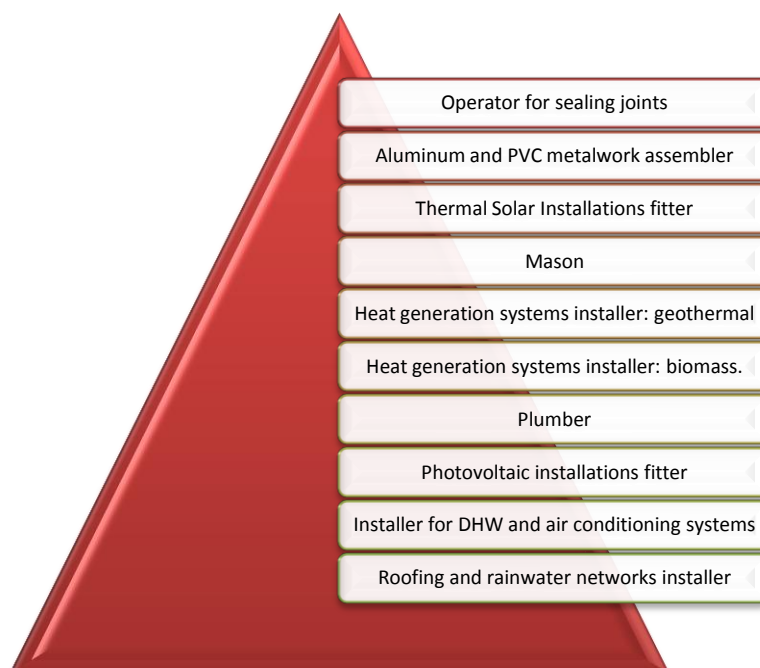 Operator for sealing joints
Aluminum and PVC metalwork assembler
Thermal Solar Installations fitter
Mason
Heat generation systems installer: geothermal
Heat generation systems installer: biomass.
Plumber
Photovoltaic installations fitter
Installer for DHW and air conditioning systems
Roofing and rainwater networks installer